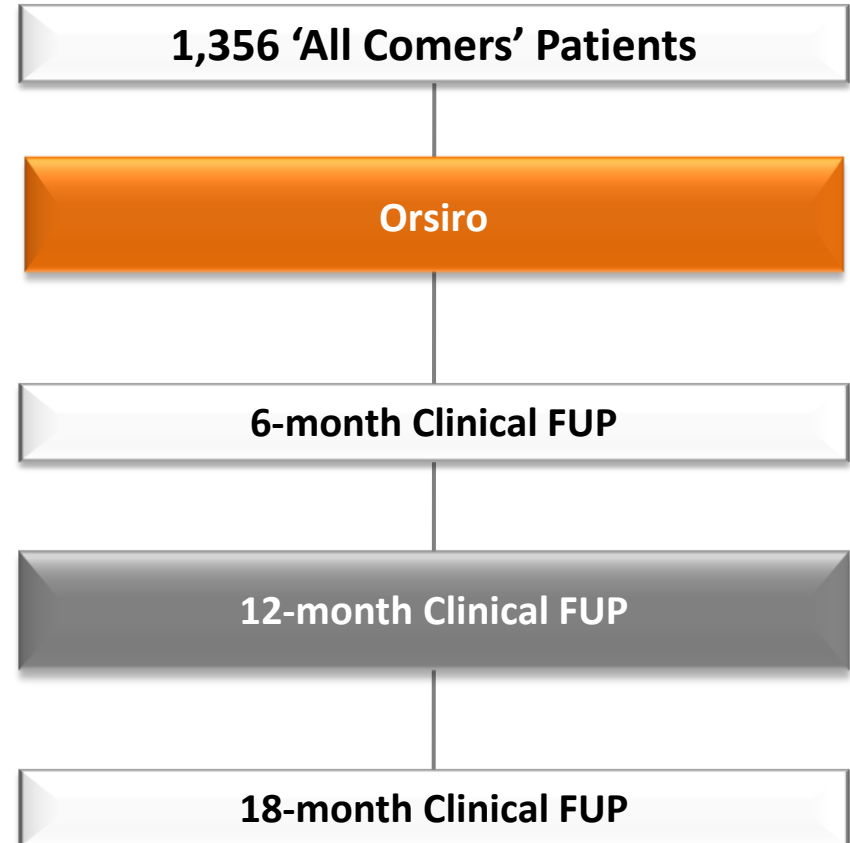 1,356 ‘All Comers’ Patients
Orsiro
6-month Clinical FUP
12-month Clinical FUP
18-month Clinical FUP